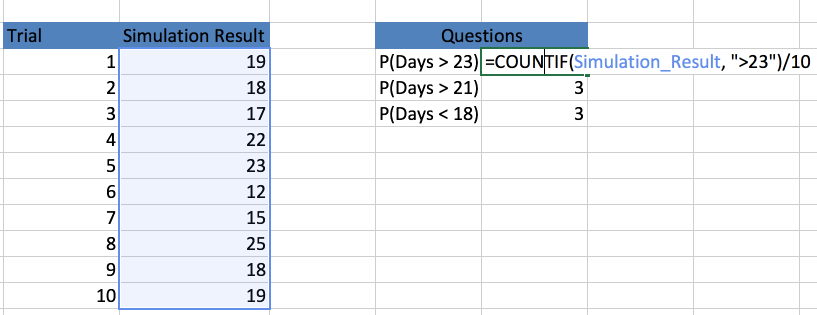 Trial Simulation Result Questions
1 19 P(Days > 23) =COUNTIF(Simulation_Result, ">23")/10
2 18 P(Days > 21) 3
3 17 P(Days < 18) 3
4 22
5 23
6 12
7 15
8 25
9 18
10 19